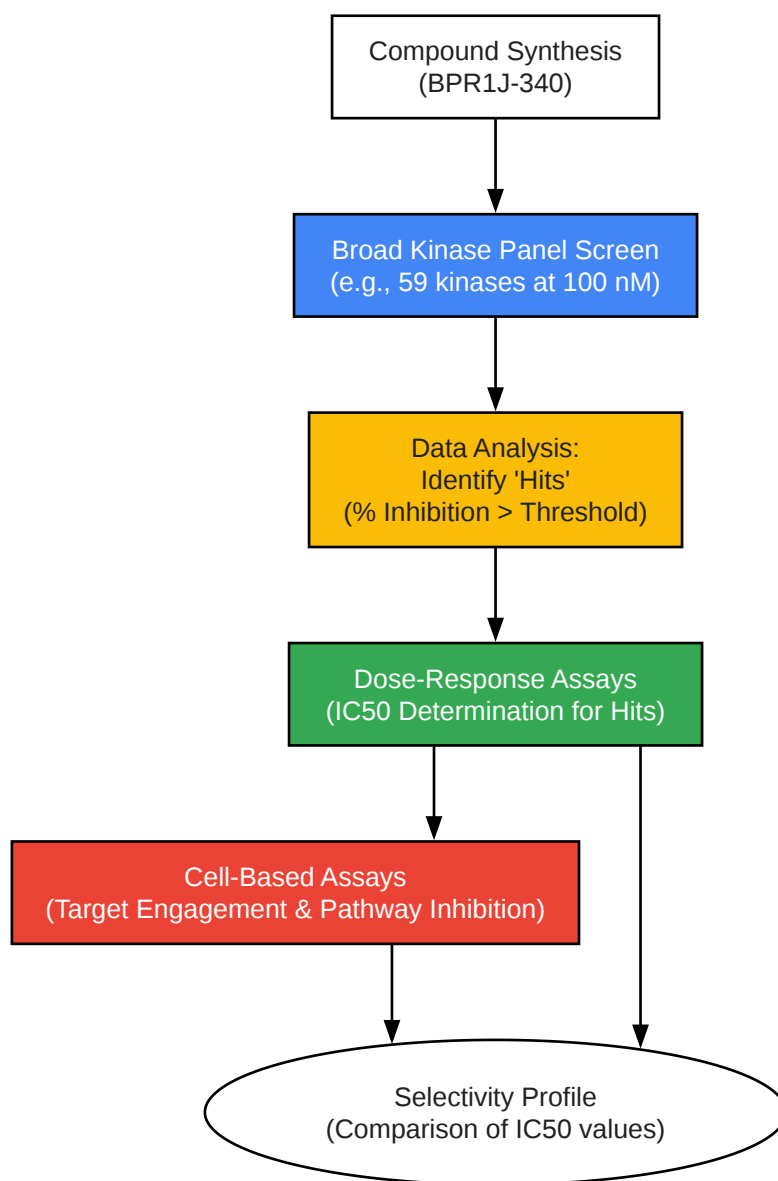 Compound Synthesis
(BPR1J-340)
Broad Kinase Panel Screen
(e.g., 59 kinases at 100 nM)
Data Analysis:
Identify 'Hits'
(% Inhibition > Threshold)
Dose-Response Assays
(IC50 Determination for Hits)
Cell-Based Assays
(Target Engagement & Pathway Inhibition)
Selectivity Profile
(Comparison of IC50 values)